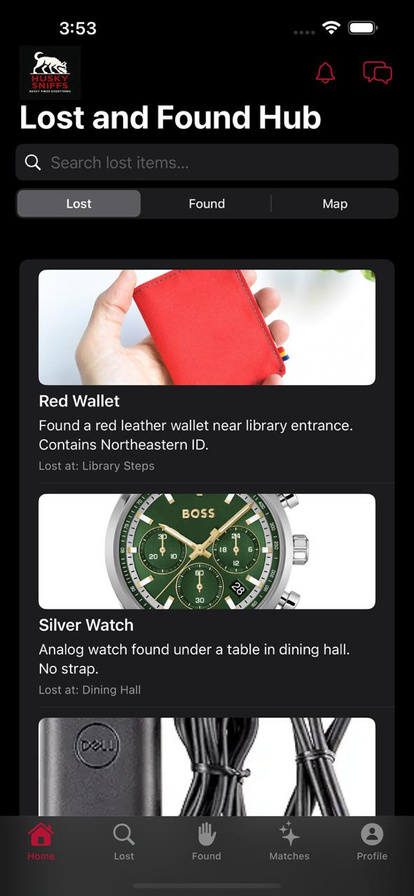 3:53
HUSKY
SNIFFS
Lost and Found Hub
Search lost items...
Lost
Found
Map
Red Wallet
Found a red leather wallet near library entrance.
Contains Northeastern ID.
Lost at: Library Steps
BOSS
28
Silver Watch
Analog watch found under a table in dining hall.
No strap.
Lost at: Dining Hall
DELL
Home
Lost
Found
Matches
Profile